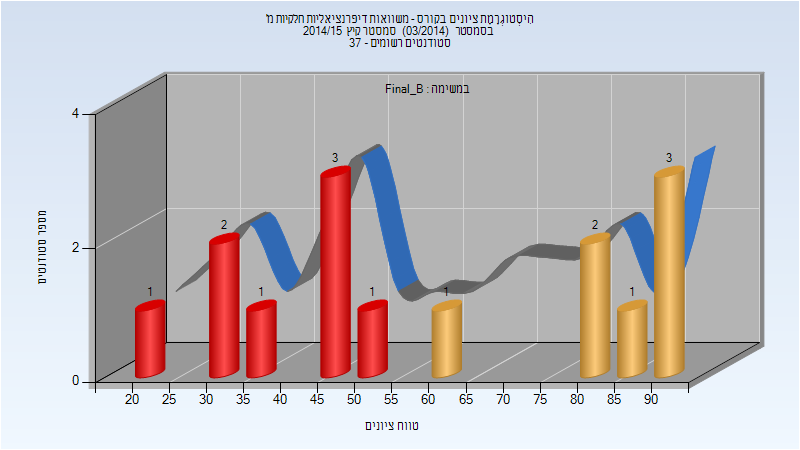 היסטוגרמת ציונים בקורס - משוואות דיפרנציאליות חלקיות מ'
בסמסטר (03/2014) סמסטר קיץ 2014/15
סטודנטים רשומים - 37
במשימה : Final_B
מספר סטודנטים
4
2
0
1
2
1
3
1
1
2
1
3
20 25 30 35 40 45 50 55 60 65 70 75 80 85 90
טווח ציונים